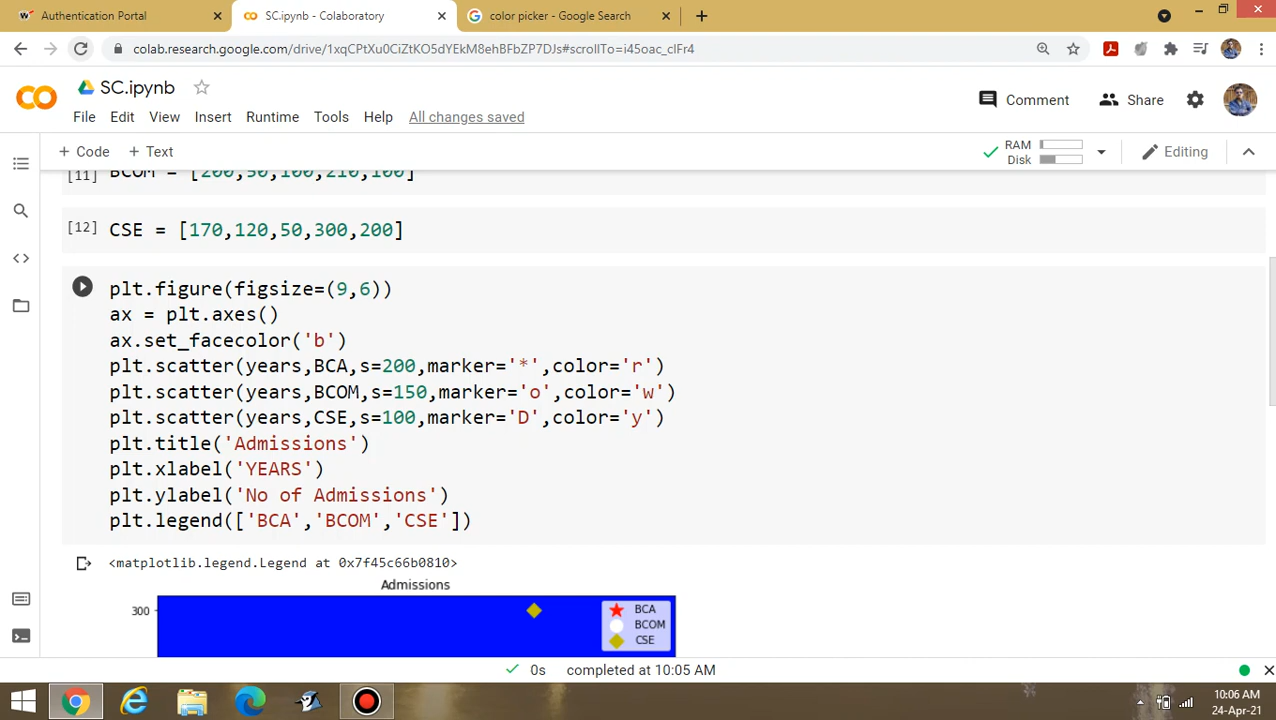 Authentication Portal
SC.ipynb - Colaboratory
color picker - Google Search
colab.research.google.com/drive/1xqCPtXu0CiZtKO5dYEkM8ehBFbZP7DJs#scrollTo=i45oac_cIFr4
SC.ipynb
File Edit View Insert Runtime Tools Help All changes saved
Comment Share
+ Code + Text
RAM
Disk
Editing
[11] BCOM = [200,50,100,210,100]
[12] CSE = [170,120,50,300,200]
plt.figure(figsize=(9,6))
ax = plt.axes()
ax.set_facecolor('b')
plt.scatter(years,BCA,s=200,marker='*',color='r')
plt.scatter(years,BCOM,s=150,marker='o',color='w')
plt.scatter(years,CSE,s=100,marker='D',color='y')
plt.title('Admissions')
plt.xlabel('YEARS')
plt.ylabel('No of Admissions')
plt.legend(['BCA','BCOM','CSE'])
<matplotlib.legend.Legend at 0x7f45c66b0810>
Admissions
300
BCA
BCOM
CSE
0s completed at 10:05 AM
10:06 AM
24-Apr-21